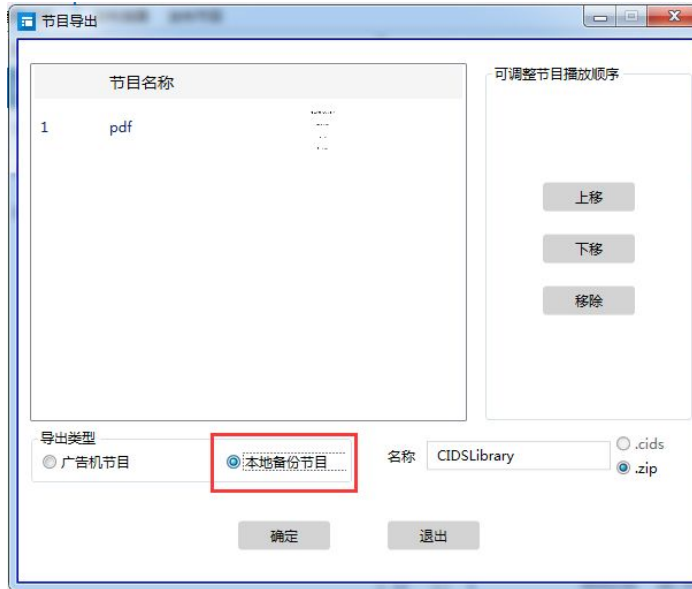 节目导出
节目名称
1 pdf
可调整节目播放顺序
上移
下移
移除
导出类型
广告机节目
本地备份节目
名称 CIDSLibrary
.cids
.zip
确定
退出